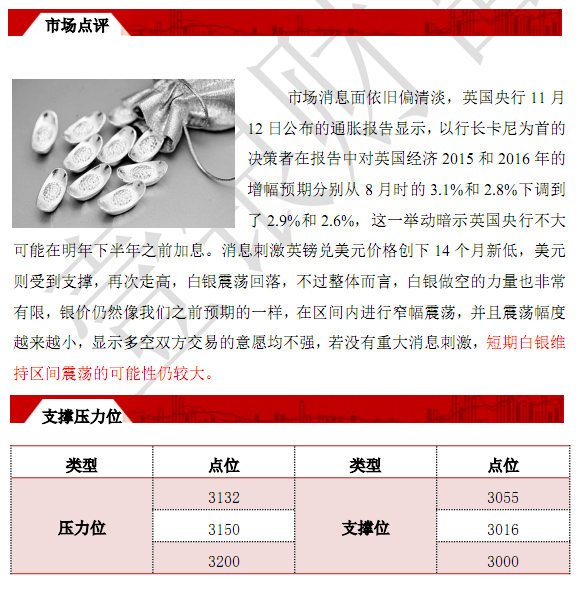 市场点评
市场消息面依旧偏清淡，英国央行 11 月
12 日公布的通胀报告显示，以行长卡尼为首的
决策者在报告中对英国经济 2015 和 2016 年的
增幅预期分别从 8 月时的 3.1%和 2.8%下调到
了 2.9%和 2.6%，这一举动暗示英国央行不大
可能在明年下半年之前加息。消息刺激英镑兑美元价格创下 14 个月新低，美元
则受到支撑，再次走高，白银震荡回落，不过整体而言，白银做空的力量也非常
有限，银价仍然像我们之前预期的一样，在区间内进行窄幅震荡，并且震荡幅度
越来越小，显示多空双方交易的意愿均不强，若没有重大消息刺激，短期白银维
持区间震荡的可能性仍较大。
支撑压力位
类型 点位 类型 点位
3132 3055
压力位 3150 支撑位 3016
3200 3000